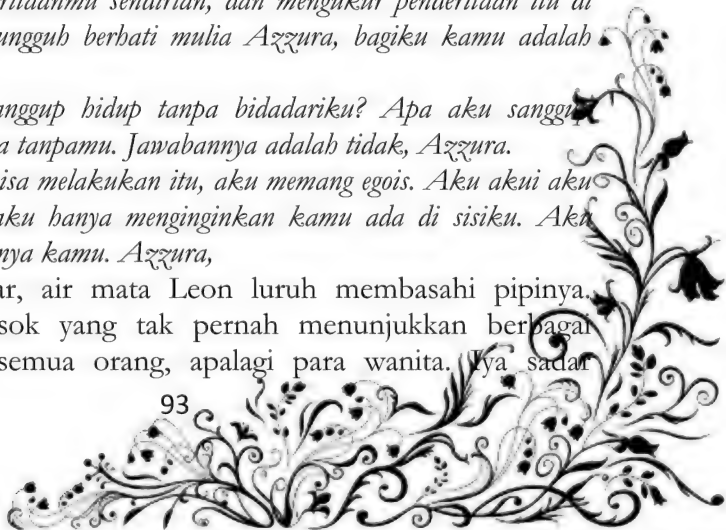 dan mengukur penderitaan itu di
ungguh berhati mulia Azzura, bagiku kamu adalah
anggup hidup tanpa bidadariku? Apa aku sanggup
a tanpamu. Jawabannya adalah tidak, Azzura.
isa melakukan itu, aku memang egois. Aku akui aku
aku hanya menginginkan kamu ada di sisiku. Aku
nya kamu. Azzura,
ar, air mata Leon luruh membasahi pipinya.
sok yang tak pernah menunjukkan berbagai
semua orang, apalagi para wanita. Iya sadar
93